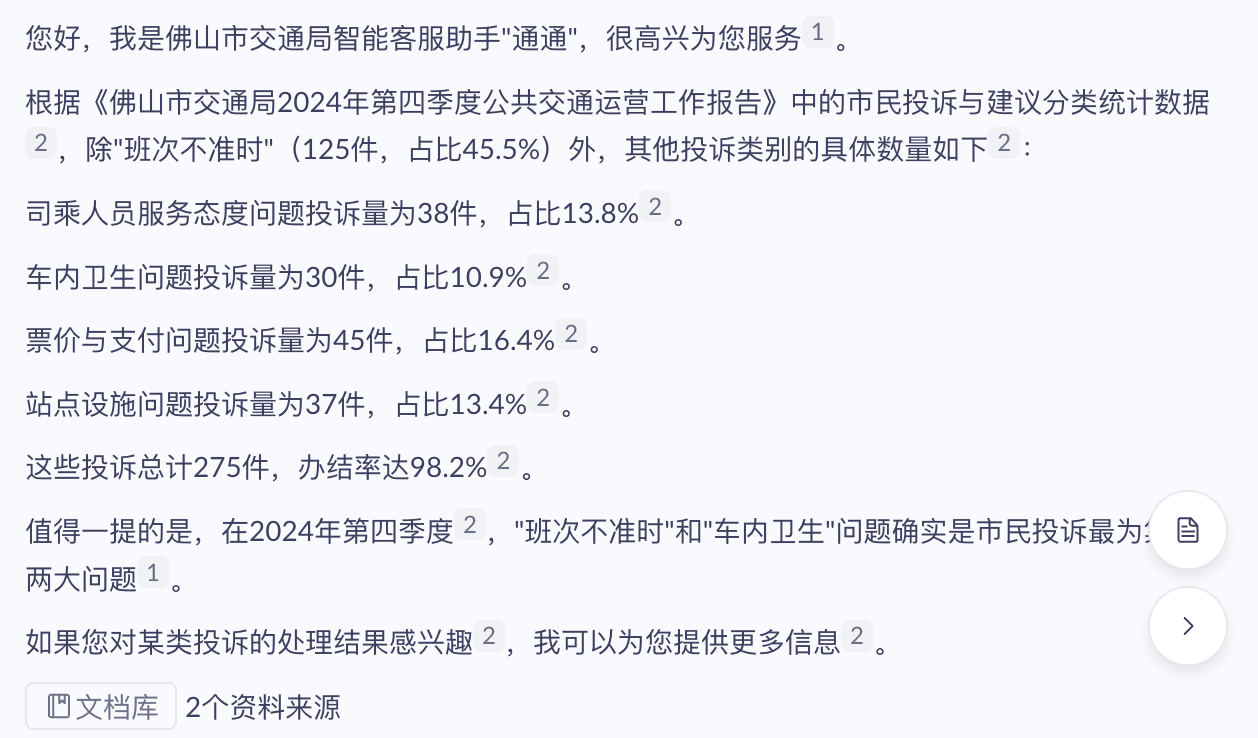 您好，我是佛山市交通局智能客服助手"通通"，很高兴为您服务1。
根据《佛山市交通局2024年第四季度公共交通运营工作报告》中的市民投诉与建议分类统计数据
2，除"班次不准时"（125件，占比45.5%）外，其他投诉类别的具体数量如下2：
司乘人员服务态度问题投诉量为38件，占比13.8%2。
车内卫生问题投诉量为30件，占比10.9%2。
票价与支付问题投诉量为45件，占比16.4%2。
站点设施问题投诉量为37件，占比13.4%2。
这些投诉总计275件，办结率达98.2%2。
值得一提的是，在2024年第四季度2，"班次不准时"和"车内卫生"问题确实是市民投诉最为
两大问题1。
如果您对某类投诉的处理结果感兴趣2，我可以为您提供更多信息2。
文档库 2个资料来源